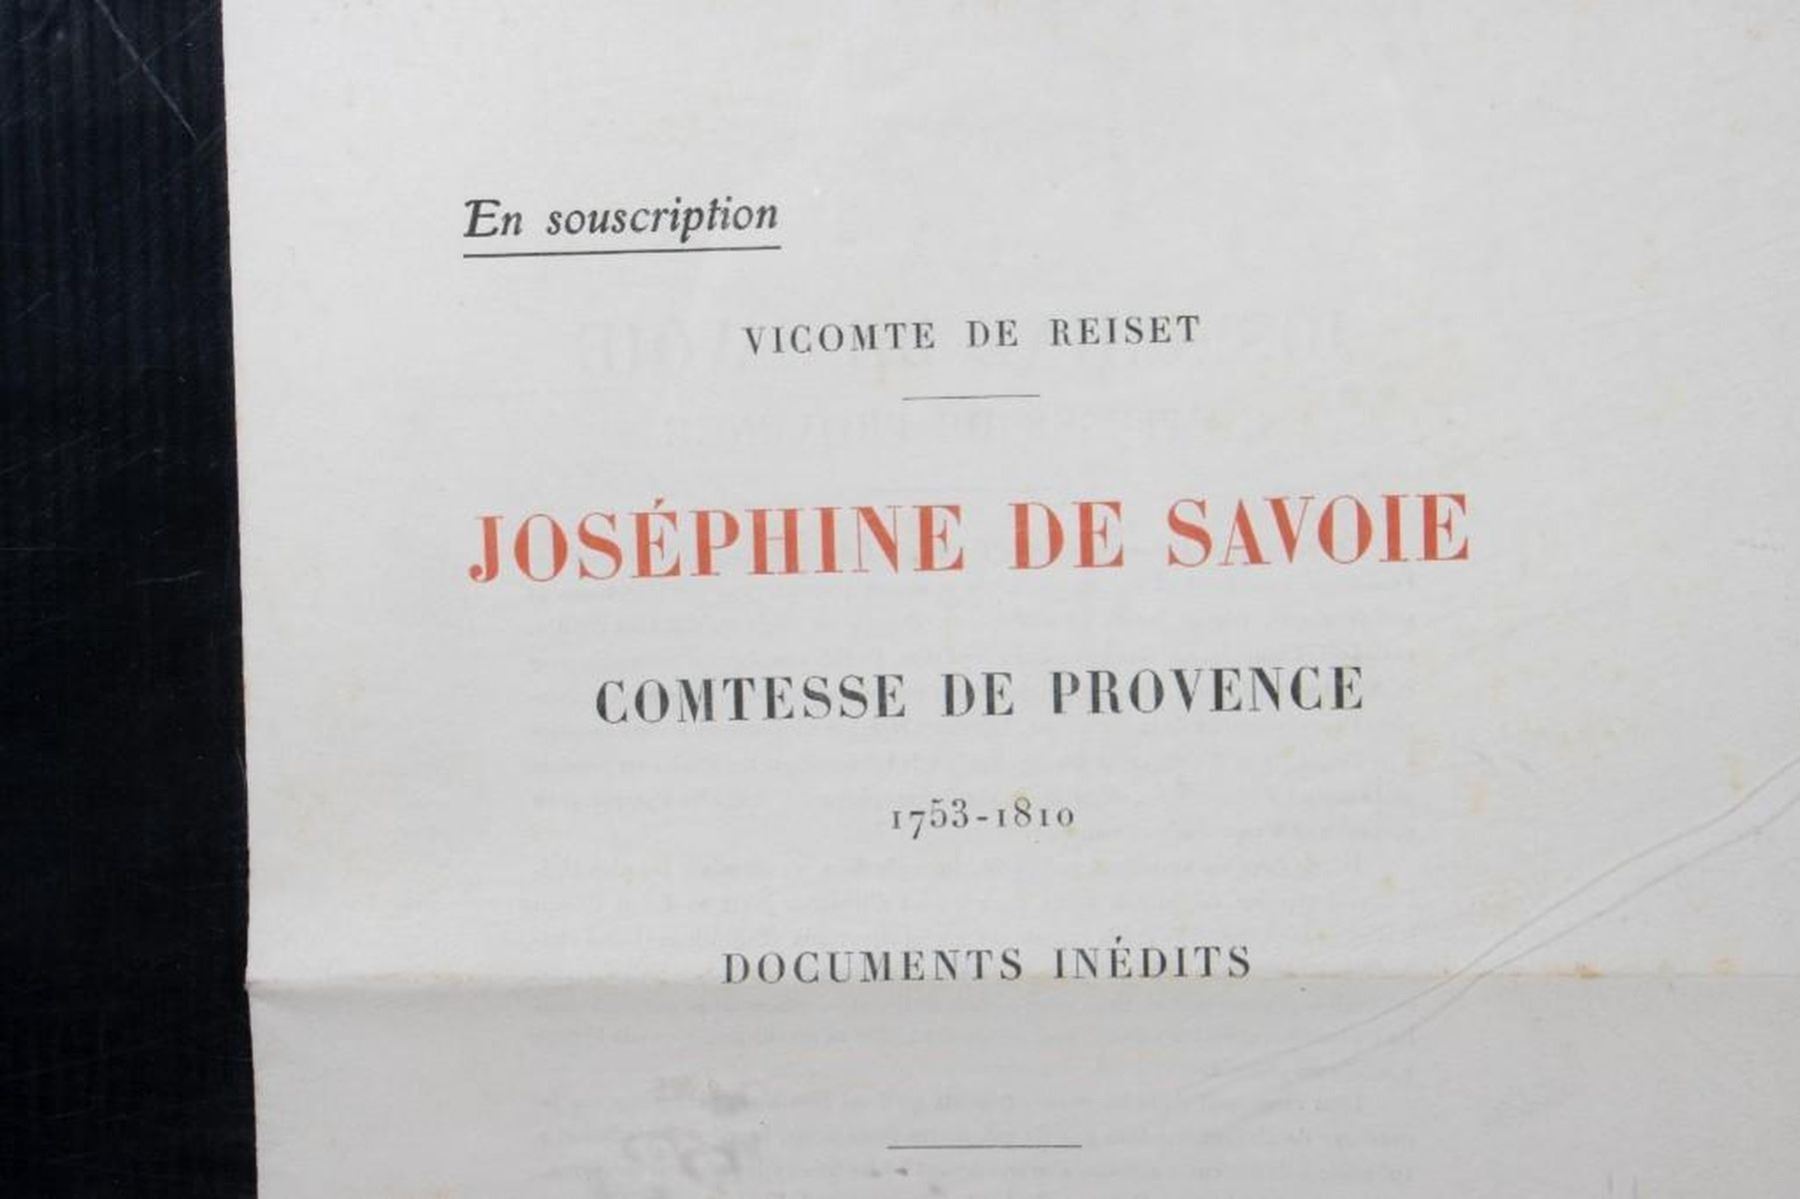 En souscription
VICOMTE DE REISET
JOSÉPHINE DE SAVOIE
COMTESSE DE PROVENCE
1753-1810
DOCUMENTS INÉDITS